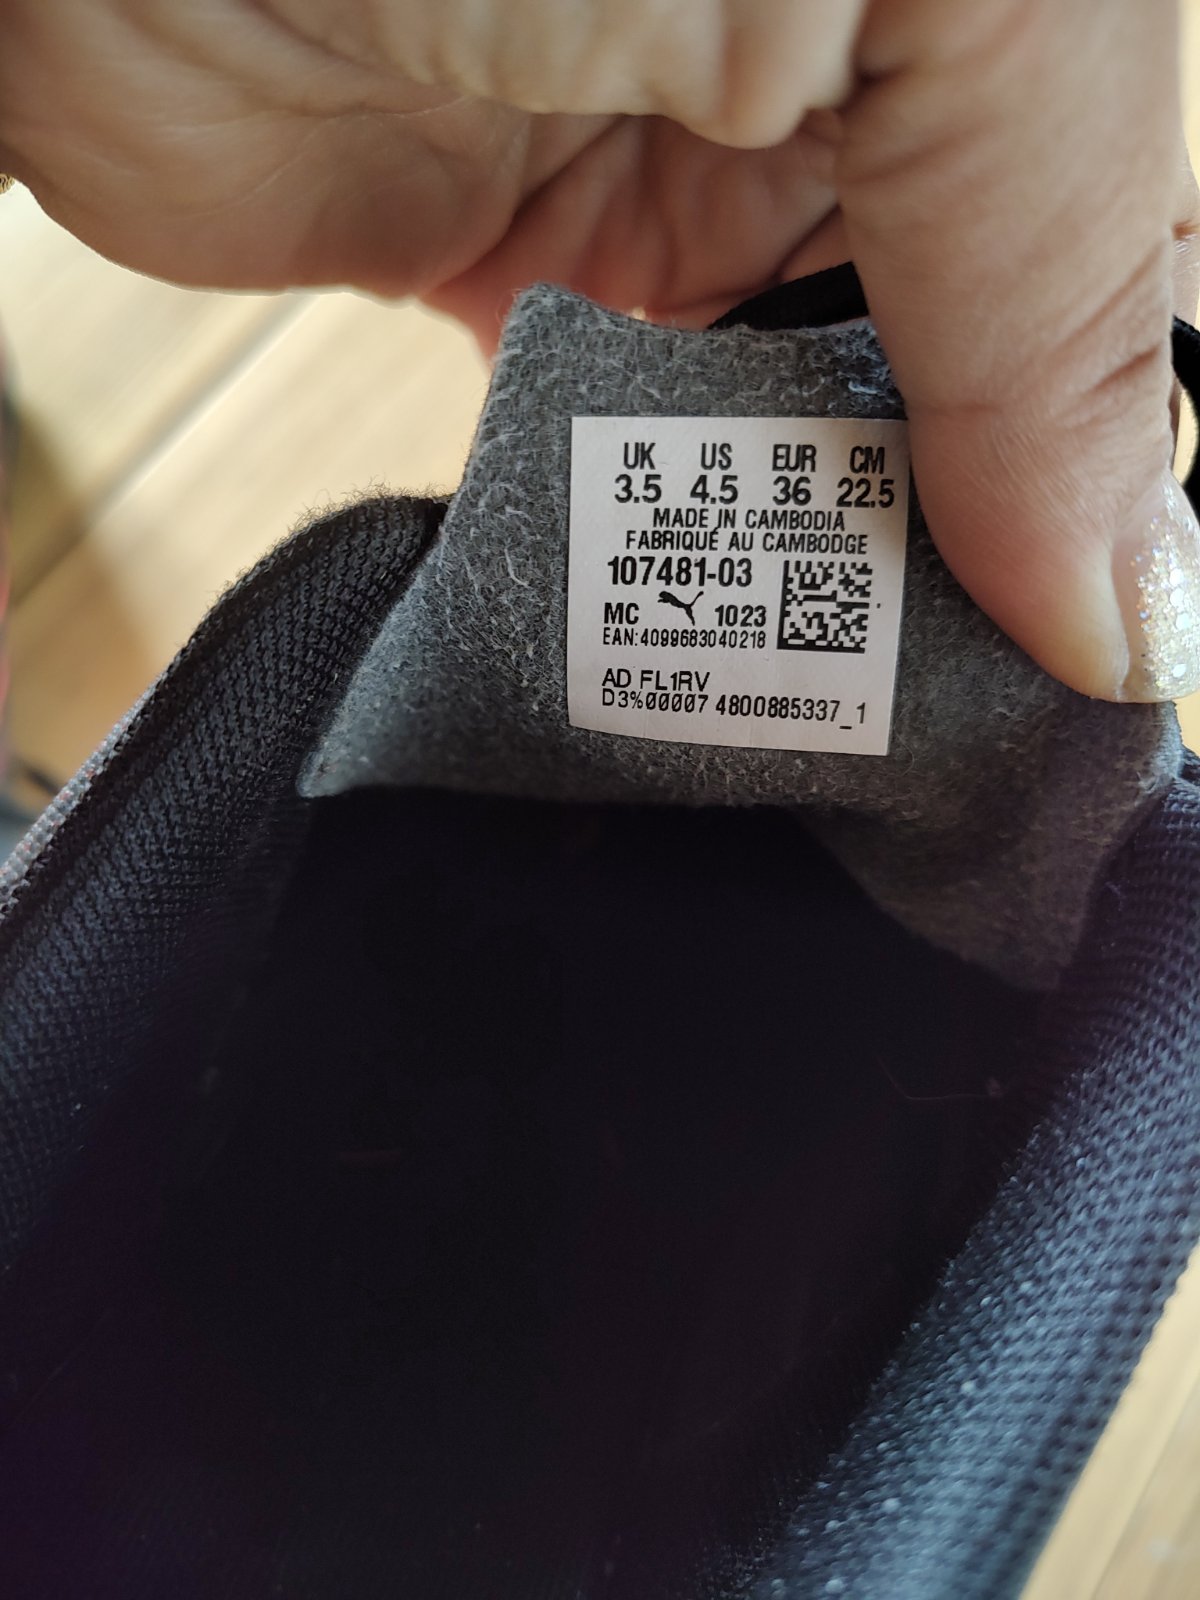 UK US EUR CM
3.5 4.5 36 22.5
MADE IN CAMBODIA
FABRIQUÉ AU CAMBODGE
107481-03
MC 1023
EAN:4099683040218
AD FL1RV
D3%00007 4800885337_1